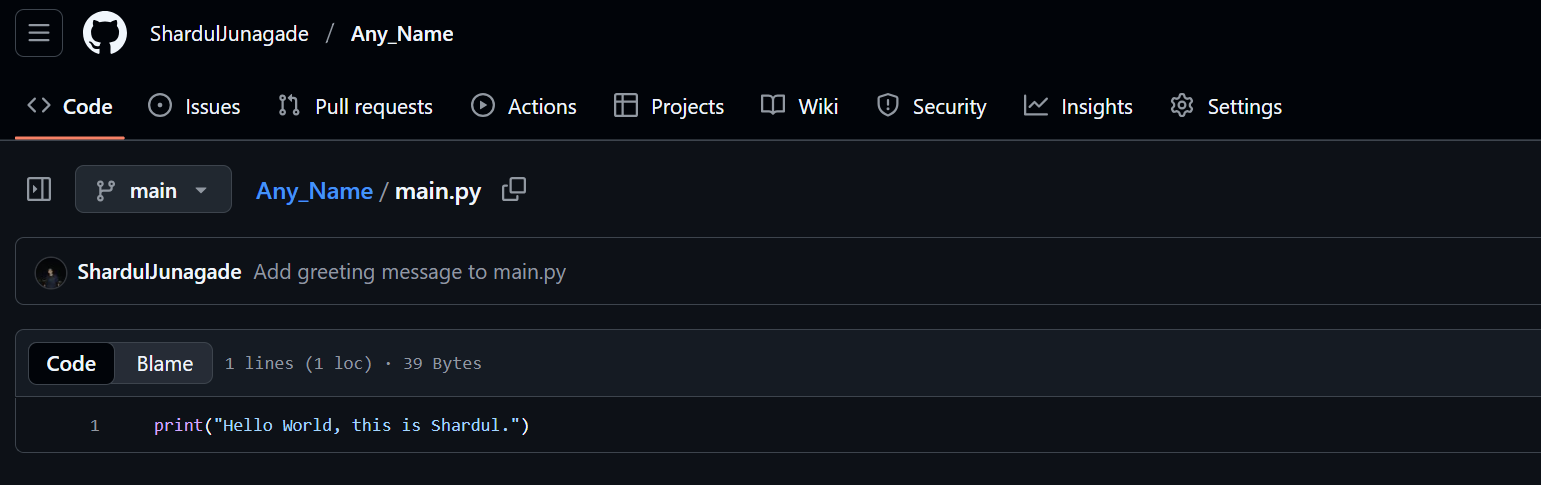 ShardulJunagade / Any_Name
Code Issues Pull requests Actions Projects Wiki Security Insights Settings
main Any_Name / main.py
ShardulJunagade Add greeting message to main.py
Code Blame 1 lines (1 loc) · 39 Bytes
1 print("Hello World, this is Shardul.")